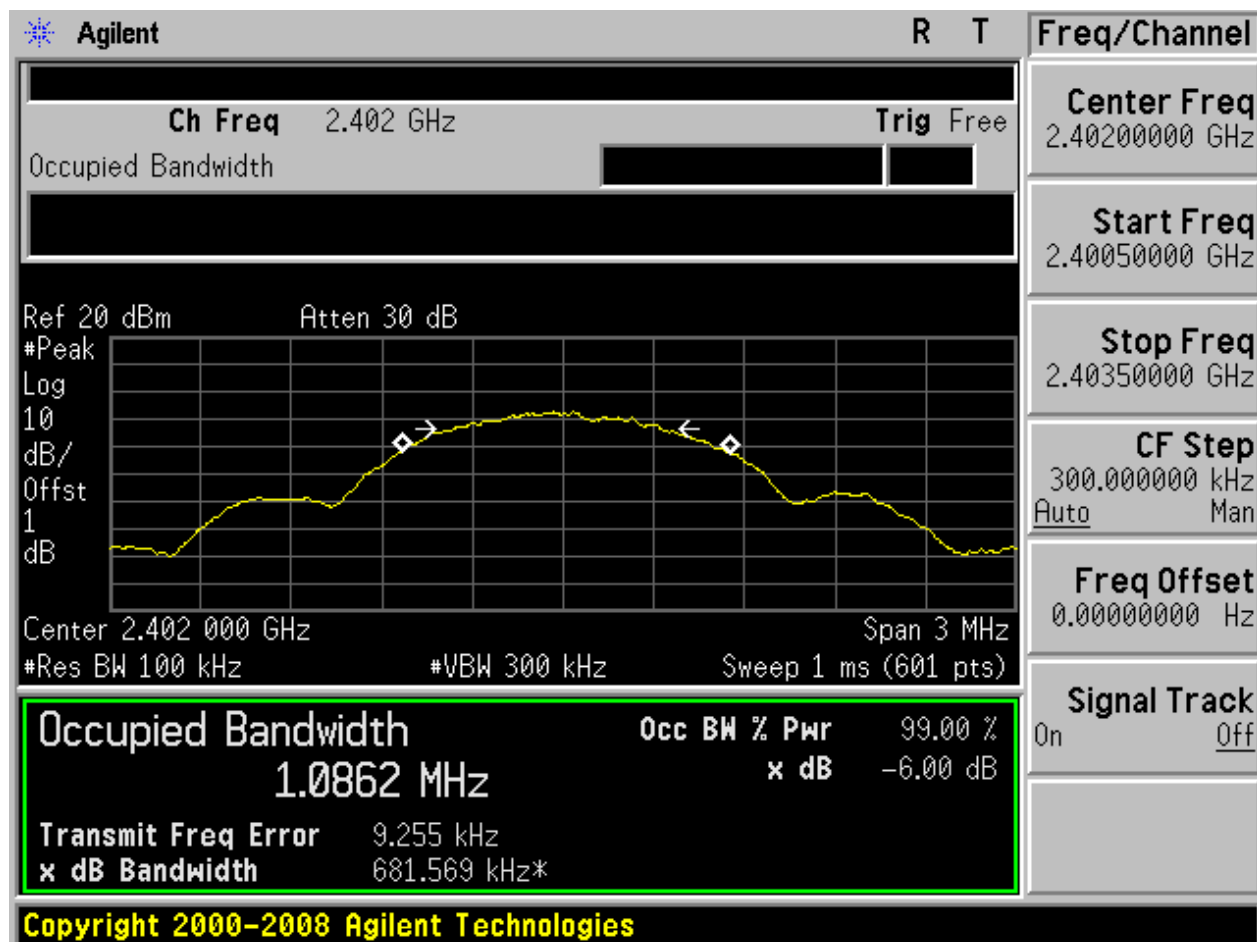 Agilent R T
Freq/Channel
Ch Freq 2.402 GHz Trig Free
Occupied Bandwidth
Center Freq
2.40200000 GHz
Start Freq
2.40050000 GHz
Stop Freq
2.40350000 GHz
CF Step
300.000000 kHz
Auto Man
Freq Offset
0.00000000 Hz
Signal Track
On Off
Ref 20 dBm Atten 30 dB
#Peak
Log
10
dB/
Offst
1
dB
Center 2.402 000 GHz Span 3 MHz
#Res BW 100 kHz #VBW 300 kHz Sweep 1 ms (601 pts)
Occupied Bandwidth
1.0862 MHz
Occ BW % Pwr 99.00 %
x dB -6.00 dB
Transmit Freq Error 9.255 kHz
x dB Bandwidth 681.569 kHz*
Copyright 2000-2008 Agilent Technologies